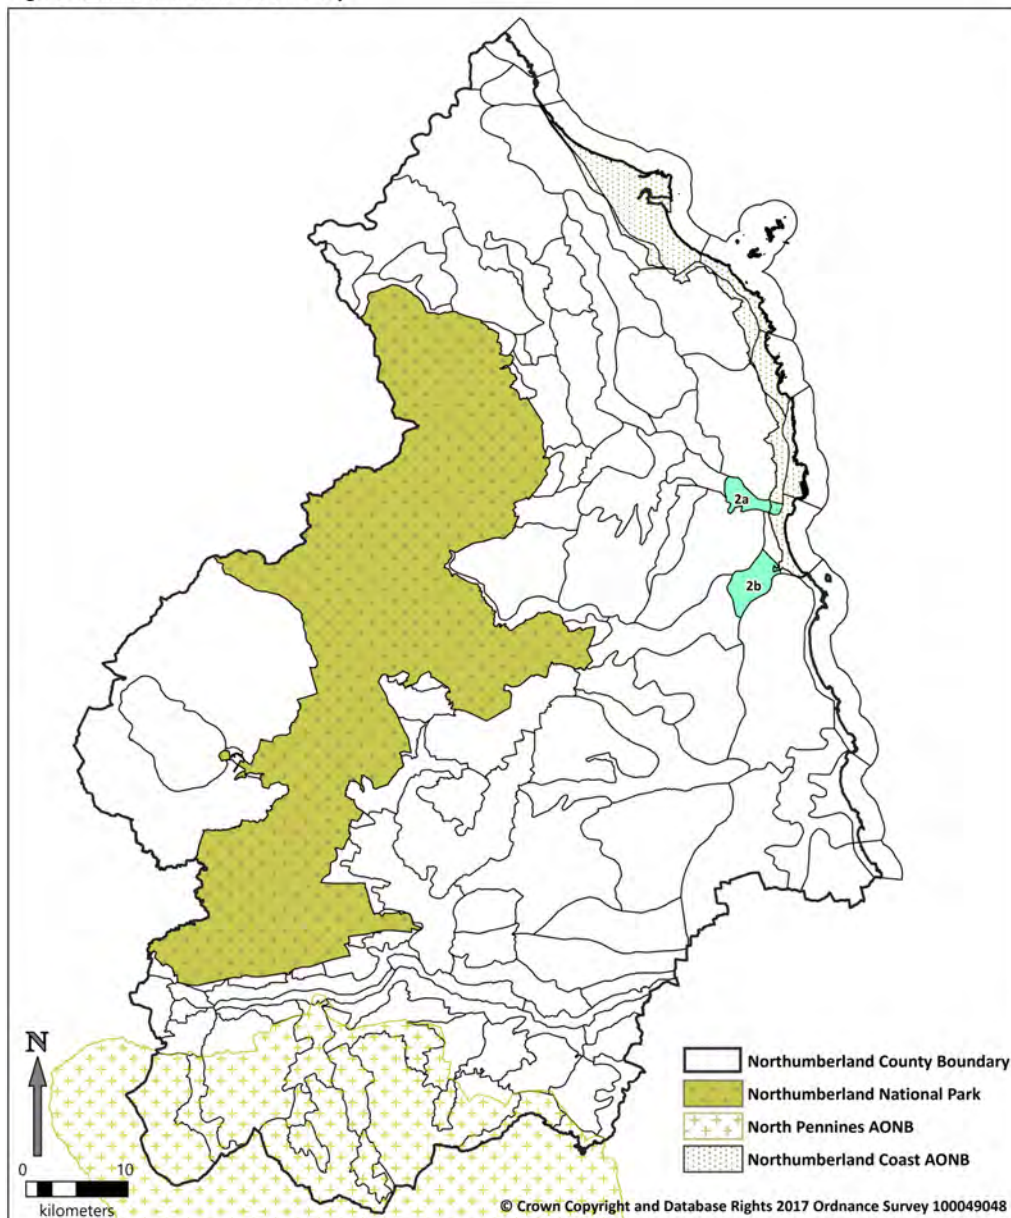 2a
2b
N
0 10
kilometers
Northumberland County Boundary
Northumberland National Park
North Pennines AONB
Northumberland Coast AONB
© Crown Copyright and Database Rights 2017 Ordnance Survey 100049048